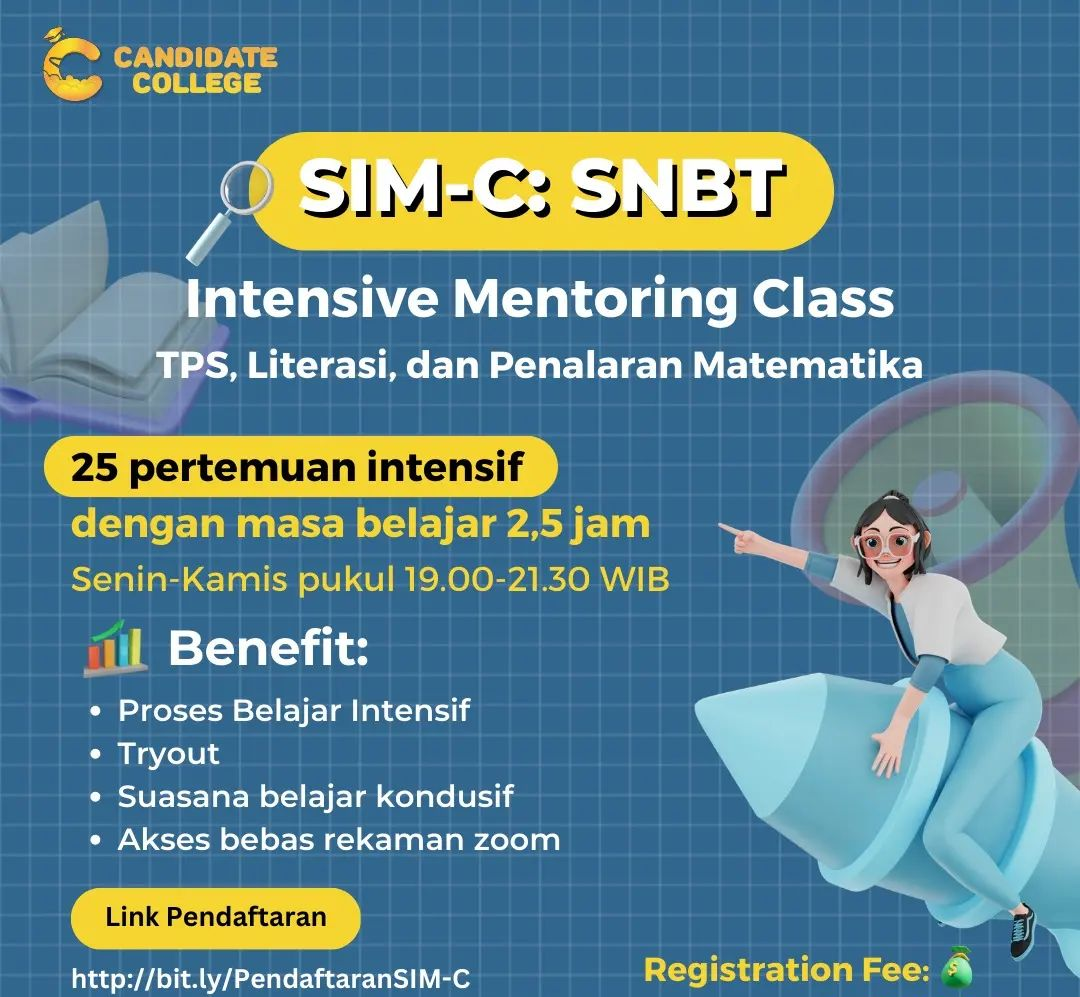 CANDIDATE
COLLEGE
SIM-C: SNBT
Intensive Mentoring Class
TPS, Literasi, dan Penalaran Matematika
25 pertemuan intensif
dengan masa belajar 2,5 jam
Senin-Kamis pukul 19.00-21.30 WIB
Benefit:
• Proses Belajar Intensif
• Tryout
• Suasana belajar kondusif
• Akses bebas rekaman zoom
Link Pendaftaran
http://bit.ly/PendaftaranSIM-C
Registration Fee: